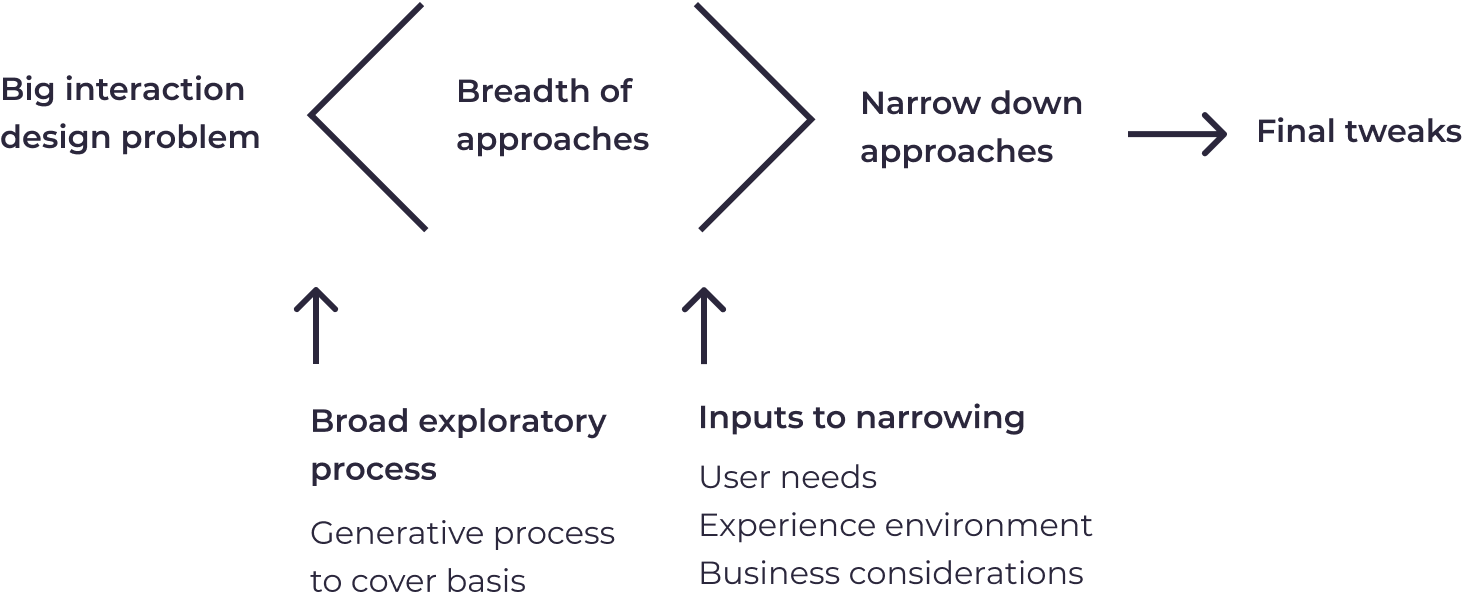 Big interaction
design problem
Breadth of
approaches
Narrow down
approaches
Final tweaks
Broad exploratory
process
Generative process
to cover basis
Inputs to narrowing
User needs
Experience environment
Business considerations